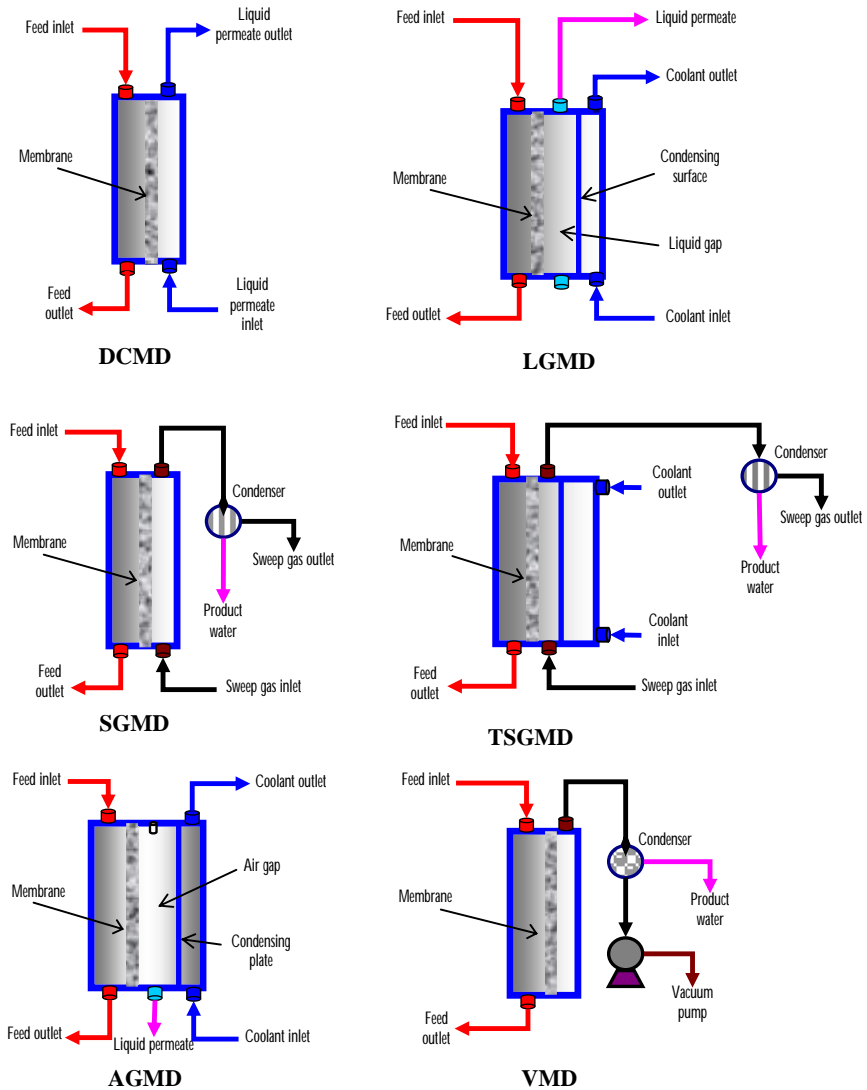 Feed inlet
Liquid
permeate outlet
Membrane
Feed
outlet
Liquid
permeate
inlet
DCMD
Feed inlet
Liquid permeate
Coolant outlet
Membrane
Condensing
surface
Liquid gap
Feed outlet
Coolant inlet
LGMD
Feed inlet
Condenser
Membrane
Sweep gas outlet
Product
water
Feed
outlet
Sweep gas inlet
SGMD
Feed inlet
Coolant
outlet
Condenser
Sweep gas outlet
Membrane
Product
water
Coolant
inlet
Feed
outlet
Sweep gas inlet
TSGMD
Feed inlet
Coolant outlet
Air gap
Membrane
Condensing
plate
Feed outlet
Liquid permeate
Coolant inlet
AGMD
Feed inlet
Condenser
Membrane
Product
water
Vacuum
pump
Feed
outlet
VMD